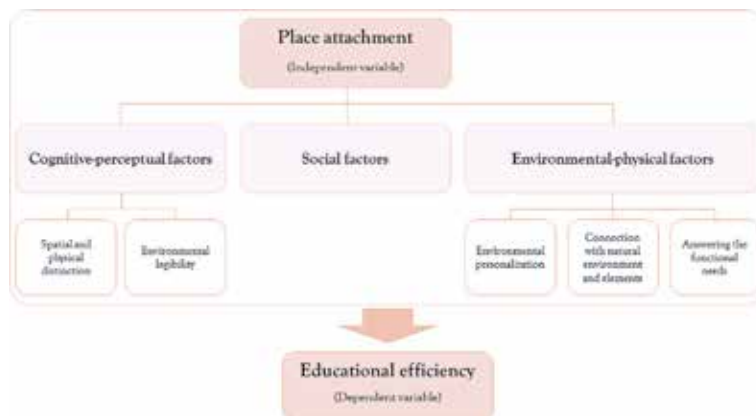 Place attachment
(Independent variable)
Cognitive-perceptual factors
Social factors
Environmental-physical factors
Spatial and
physical
distinction
Environmental
legibility
Environmental
personalization
Connection
with natural
environment
and elements
Answering the
functional
needs
Educational efficiency
(Dependent variable)